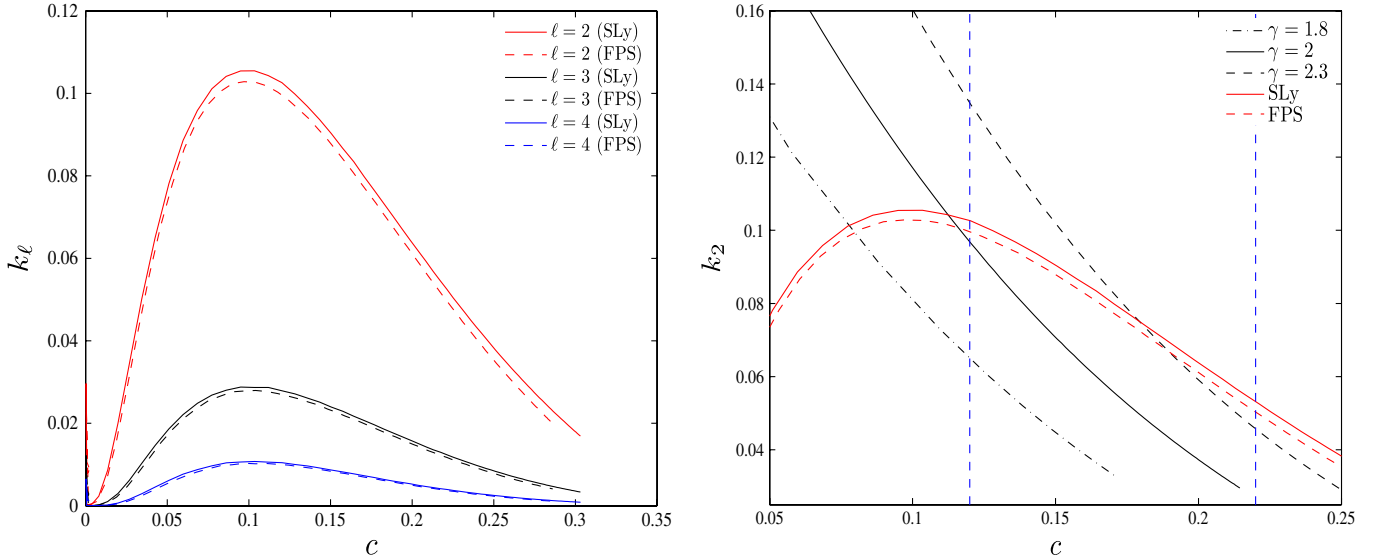 0.12
0.1
0.08
0.06
0.04
0.02
0
kℓ
0
0.05
0.1
0.15
0.2
0.25
0.3
0.35
c
ℓ = 2 (SLy)
ℓ = 2 (FPS)
ℓ = 3 (SLy)
ℓ = 3 (FPS)
ℓ = 4 (SLy)
ℓ = 4 (FPS)
0.16
0.14
0.12
0.1
0.08
0.06
0.04
k2
0.05
0.1
0.15
0.2
0.25
c
γ = 1.8
γ = 2
γ = 2.3
SLy
FPS